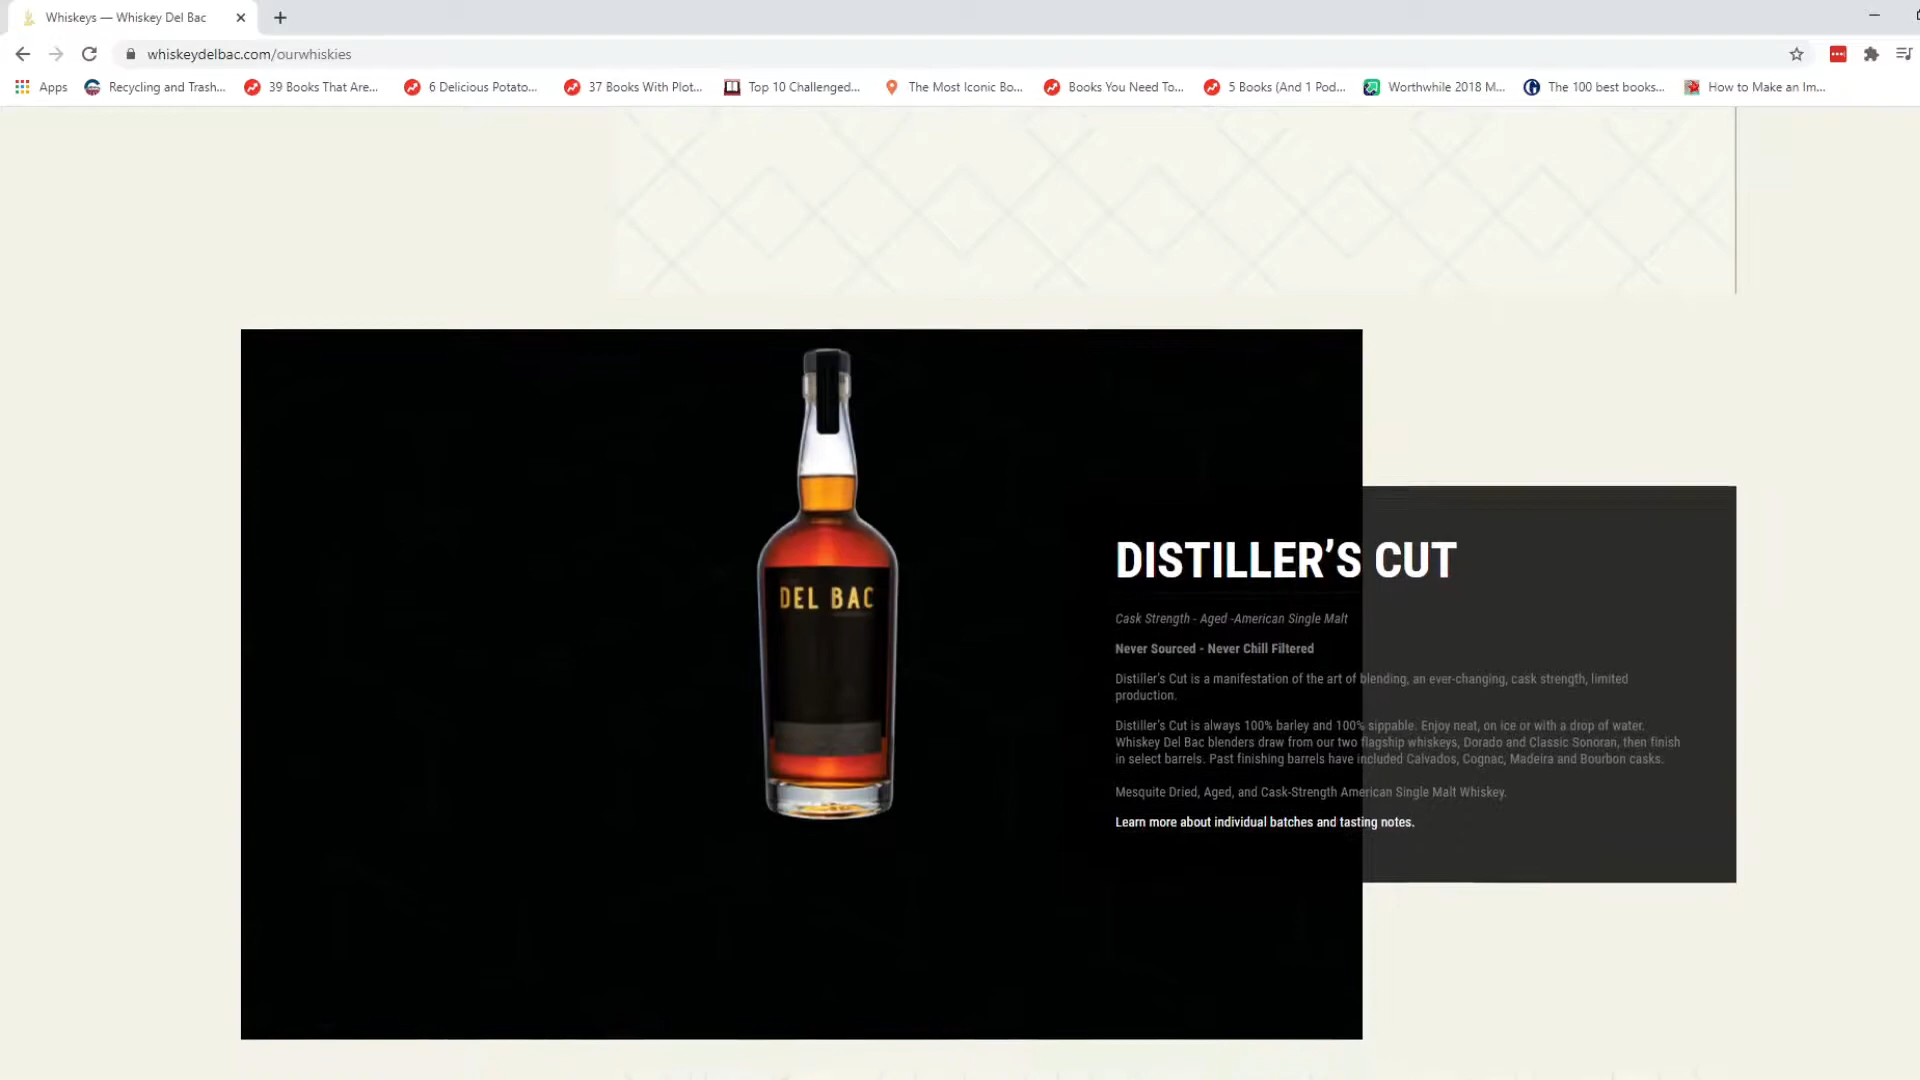 Whiskeys — Whiskey Del Bac
whiskeydelbac.com/ourwhiskies
Apps
Recycling and Trash...
39 Books That Are...
6 Delicious Potato...
37 Books With Plot...
Top 10 Challenged...
The Most Iconic Bo...
Books You Need To...
5 Books (And 1 Pod...
Worthwhile 2018 M...
The 100 best books...
How to Make an Im...
DEL BAC
DISTILLER’S CUT
Cask Strength - Aged -American Single Malt
Never Sourced - Never Chill Filtered
Distiller’s Cut is a manifestation of the art of blending, an ever-changing, cask strength, limited
production.
Distiller’s Cut is always 100% barley and 100% sippable. Enjoy neat, on ice or with a drop of water.
Whiskey Del Bac blenders draw from our two flagship whiskeys, Dorado and Classic Sonoran, then finish
in select barrels. Past finishing barrels have included Calvados, Cognac, Madeira and Bourbon casks.
Mesquite Dried, Aged, and Cask-Strength American Single Malt Whiskey.
Learn more about individual batches and tasting notes.